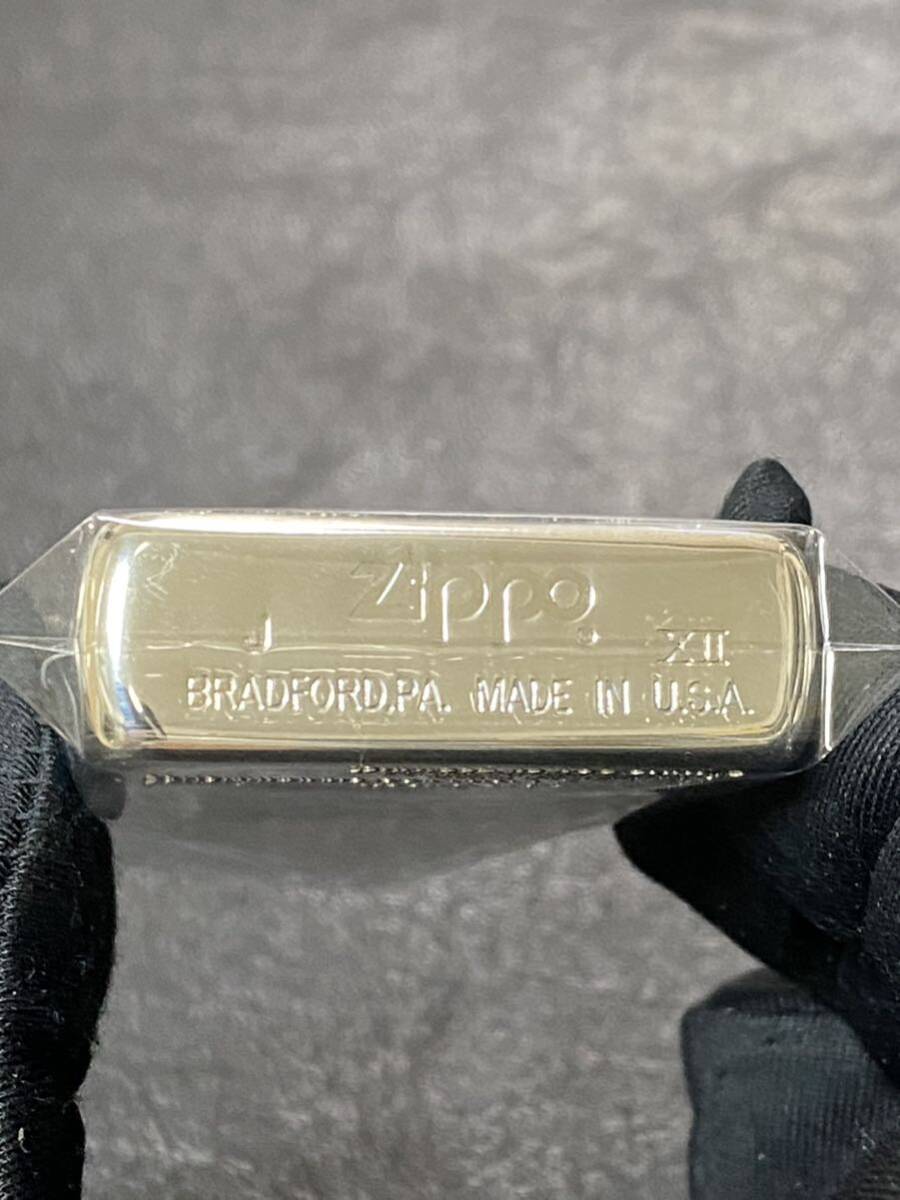 Zippo®
J XII
BRADFORD,PA. MADE IN U.S.A.